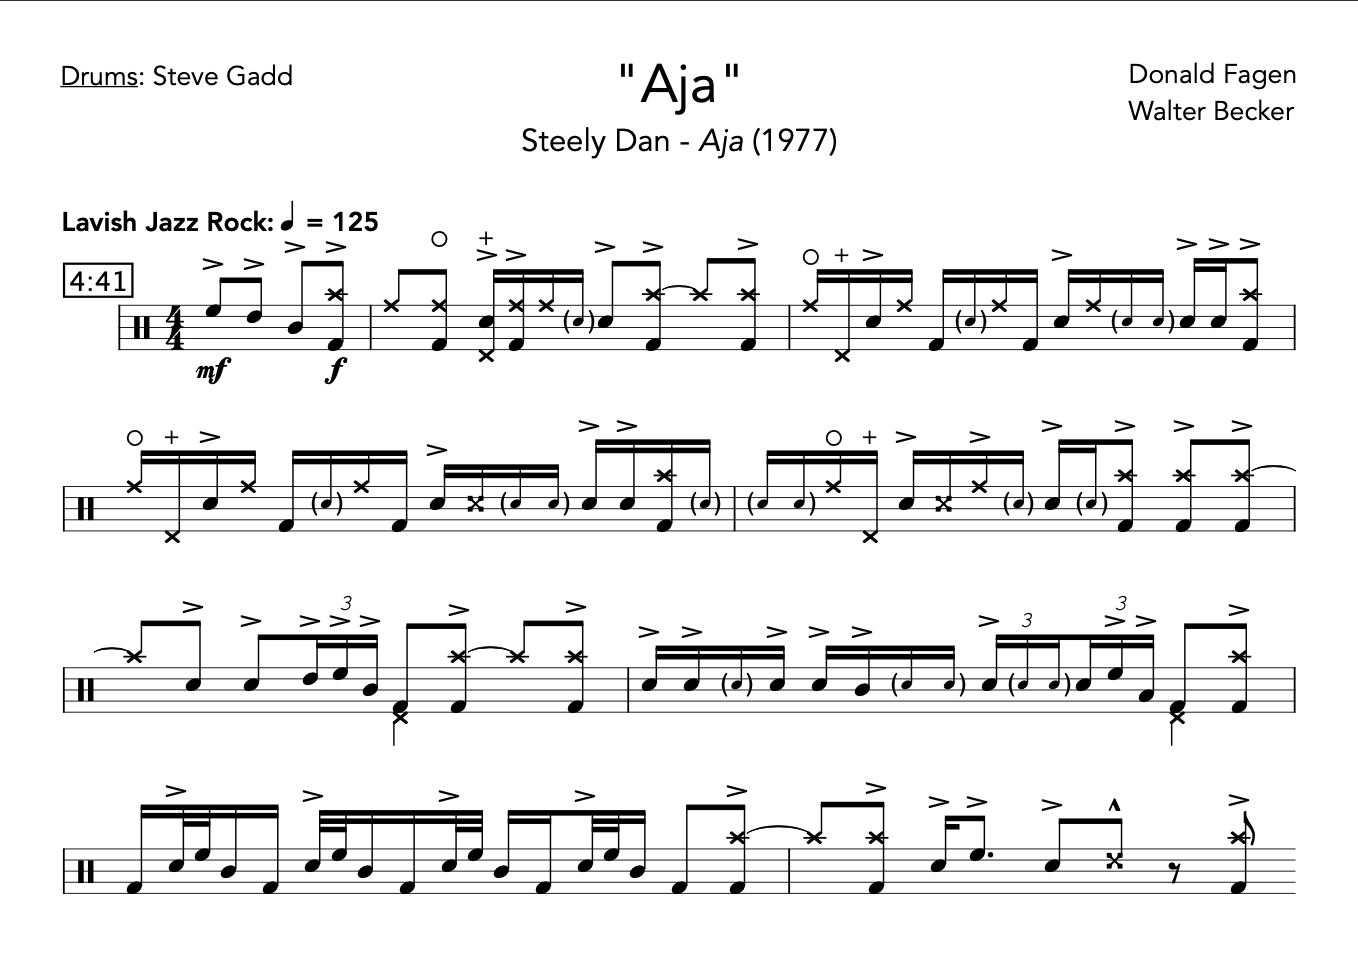 Drums: Steve Gadd
"Aja"
Donald Fagen
Walter Becker
Steely Dan - Aja (1977)
Lavish Jazz Rock: ♩ = 125
4:41
4
4
mf
f
3
3
3